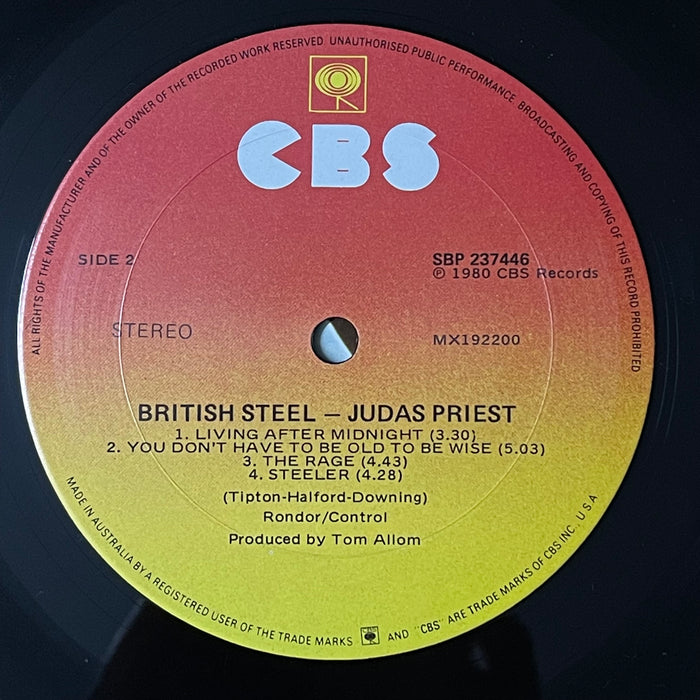 ALL RIGHTS OF THE MANUFACTURER AND OF THE OWNER OF THE RECORDED WORK RESERVED. UNAUTHORISED PUBLIC PERFORMANCE, BROADCASTING AND COPYING OF THIS RECORD PROHIBITED
CBS
SIDE 2
SBP 237446
℗ 1980 CBS Records
STEREO
MX192200
BRITISH STEEL — JUDAS PRIEST
1. LIVING AFTER MIDNIGHT (3.30)
2. YOU DON'T HAVE TO BE OLD TO BE WISE (5.03)
3. THE RAGE (4.43)
4. STEELER (4.28)
(Tipton-Halford-Downing)
Rondor/Control
Produced by Tom Allom
MADE IN AUSTRALIA BY A REGISTERED USER OF THE TRADE MARKS CBS AND "CBS" ARE TRADE MARKS OF CBS INC., U S A